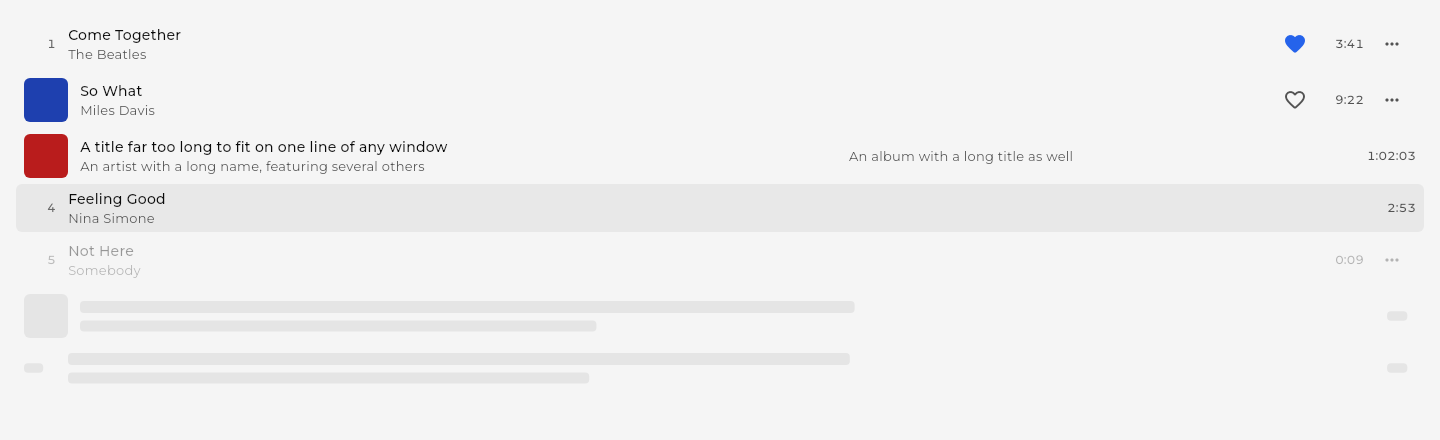 1 Come Together 3:41
The Beatles
So What 9:22
Miles Davis
A title far too long to fit on one line of any window
An artist with a long name, featuring several others
An album with a long title as well
1:02:03
4 Feeling Good 2:53
Nina Simone
5 Not Here 0:09
Somebody